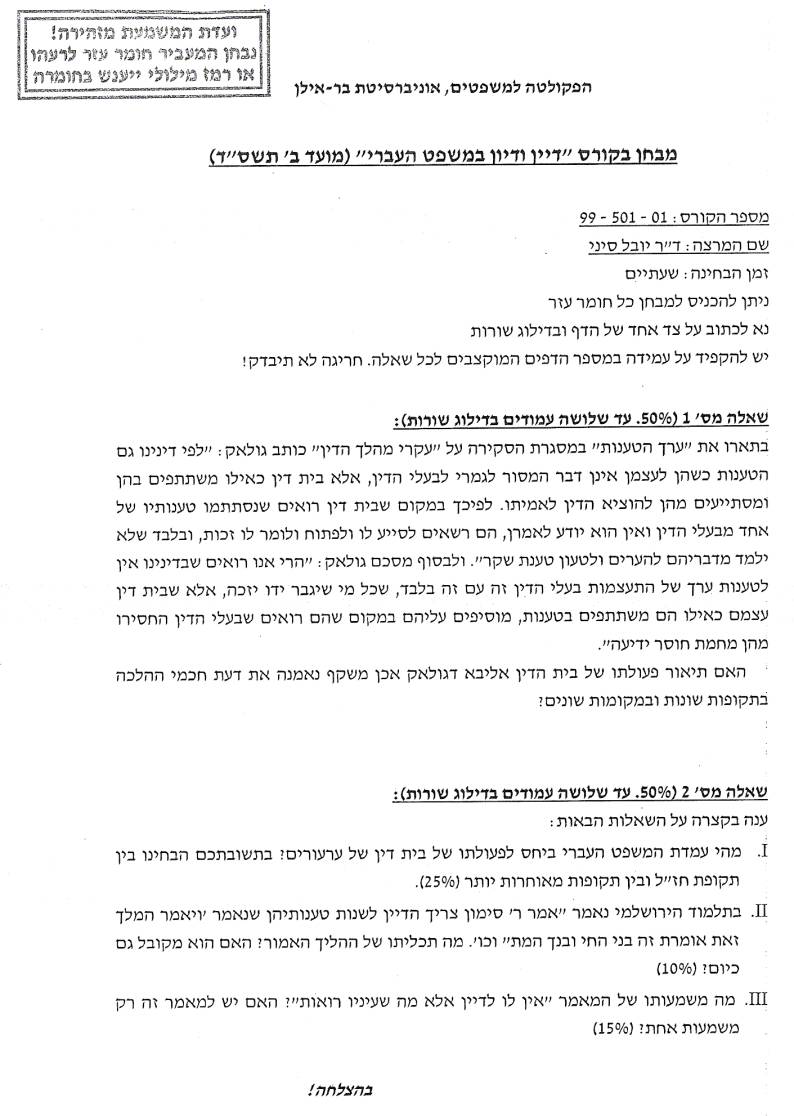 ועדת המשמעת מזהירה!
נבחן המעביר חומר עזר לרעהו
או רמז מילולי ייענש בחומרה
הפקולטה למשפטים, אוניברסיטת בר-אילן
מבחן בקורס "דיין ודיון במשפט העברי" (מועד ב' תשס"ד)
מספר הקורס: 01 - 501 - 99
שם המרצה: ד"ר יובל סיני
זמן הבחינה: שעתיים
ניתן להכניס למבחן כל חומר עזר
נא לכתוב על צד אחד של הדף ובדילוג שורות
יש להקפיד על עמידה במספר הדפים המוקצבים לכל שאלה. חריגה לא תיבדק!
שאלה מס' 1 (50%. עד שלושה עמודים בדילוג שורות):
בתארו את "ערך הטענות" במסגרת הסקירה על "עקרי מהלך הדין" כותב גולאק: "לפי דינינו גם
הטענות כשהן לעצמן אינן דבר המסור לגמרי לבעלי הדין, אלא בית דין כאילו משתתפים בהן
ומסתייעים מהן להוציא הדין לאמיתו. לפיכך במקום שבית דין רואים שנסתתמו טענותיו של
אחד מבעלי הדין ואין הוא יודע לאמרן, הם רשאים לסייע לו ולפתוח ולומר לו זכות, ובלבד שלא
ילמד מדבריהם להערים ולטעון טענת שקר". ולבסוף מסכם גולאק: "הרי אנו רואים שבדינינו אין
לטענות ערך של התעצמות בעלי הדין זה עם זה בלבד, שכל מי שיגבר ידו יזכה, אלא שבית דין
עצמם כאילו הם משתתפים בטענות, מוסיפים עליהם במקום שהם רואים שבעלי הדין החסירו
מהן מחמת חוסר ידיעה".
האם תיאור פעולתו של בית הדין אליבא דגולאק אכן משקף נאמנה את דעת חכמי ההלכה
בתקופות שונות ובמקומות שונים?
שאלה מס' 2 (50%. עד שלושה עמודים בדילוג שורות):
ענה בקצרה על השאלות הבאות:
I. מהי עמדת המשפט העברי ביחס לפעולתו של בית דין של ערעורים? בתשובתכם הבחינו בין
תקופת חז"ל ובין תקופות מאוחרות יותר (25%).
II. בתלמוד הירושלמי נאמר "אמר ר' סימון צריך הדיין לשנות טענותיהן שנאמר 'ויאמר המלך
זאת אומרת זה בני החי ובנך המת" וכו'. מה תכליתו של ההליך האמור? האם הוא מקובל גם
כיום? (10%)
III. מה משמעותו של המאמר "אין לו לדיין אלא מה שעיניו רואות"? האם יש למאמר זה רק
משמעות אחת? (15%)
בהצלחה!